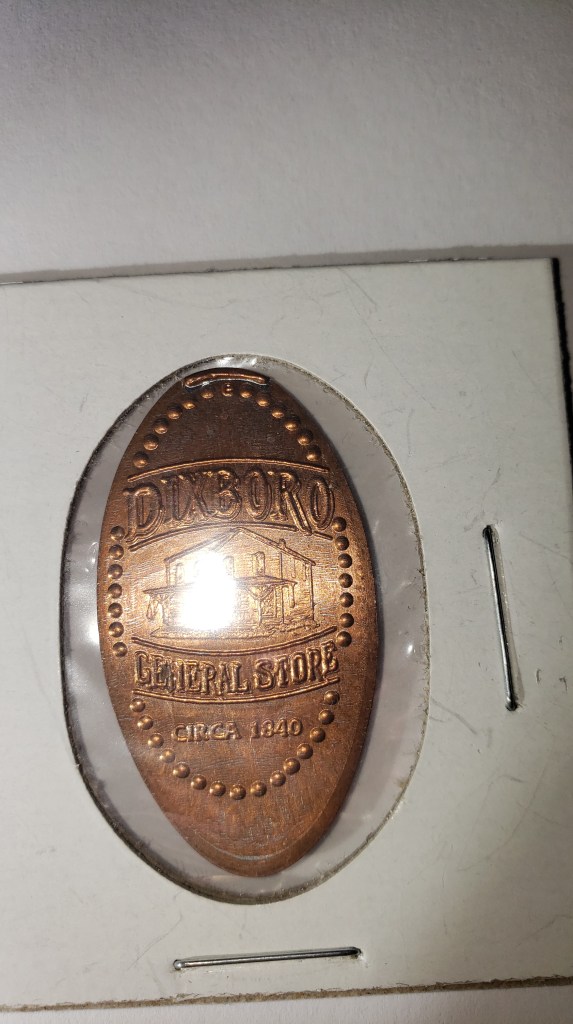 DIXBORO
GENERAL STORE
CIRCA 1840